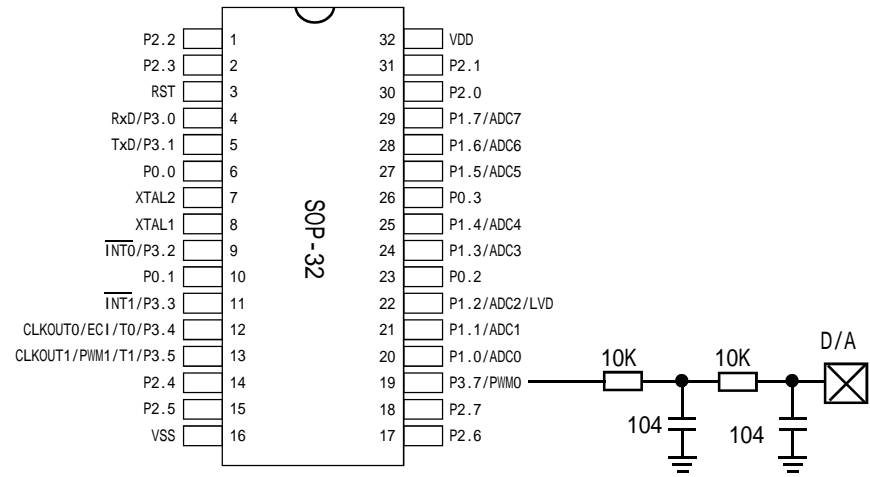 P2.2 1 32 VDD
P2.3 2 31 P2.1
RST 3 30 P2.0
RxD/P3.0 4 29 P1.7/ADC7
TxD/P3.1 5 28 P1.6/ADC6
P0.0 6 27 P1.5/ADC5
XTAL2 7 26 P0.3
XTAL1 8 25 P1.4/ADC4
INT0/P3.2 9 24 P1.3/ADC3
P0.1 10 23 P0.2
INT1/P3.3 11 22 P1.2/ADC2/LVD
CLKOUT0/ECI/T0/P3.4 12 21 P1.1/ADC1
CLKOUT1/PWM1/T1/P3.5 13 20 P1.0/ADC0
P2.4 14 19 P3.7/PWM0
P2.5 15 18 P2.7
VSS 16 17 P2.6
SOP-32
10K 10K D/A
104 104